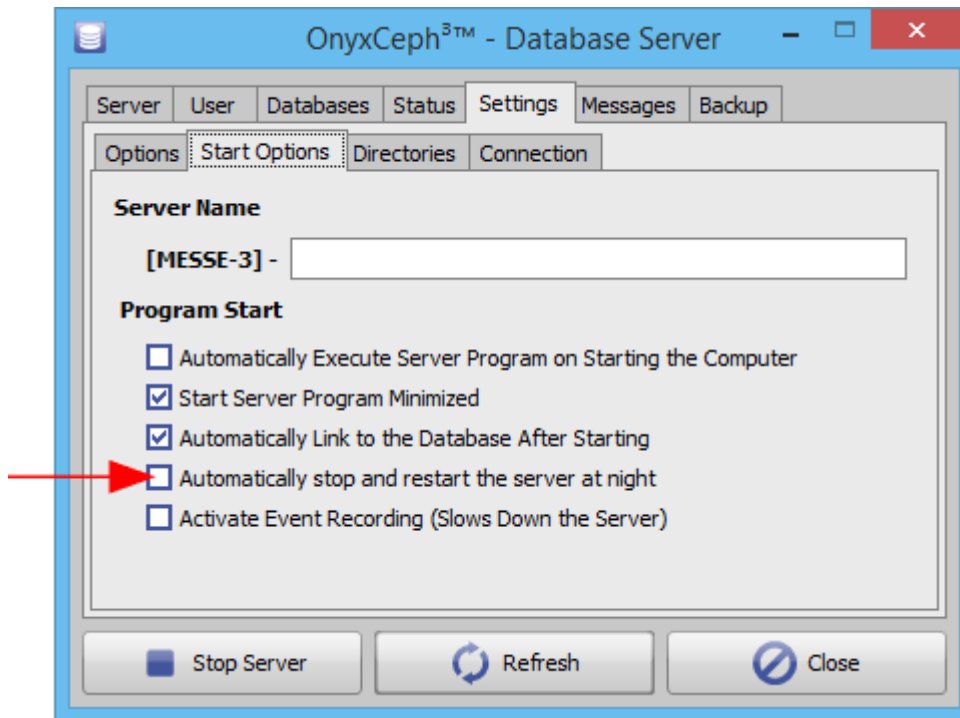 OnyxCeph³™ - Database Server
Server User Databases Status Settings Messages Backup
Options Start Options Directories Connection
Server Name
[MESSE-3] -
Program Start
Automatically Execute Server Program on Starting the Computer
Start Server Program Minimized
Automatically Link to the Database After Starting
Automatically stop and restart the server at night
Activate Event Recording (Slows Down the Server)
Stop Server Refresh Close